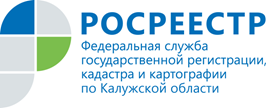 РОСРЕЕСТР
Федеральная служба
государственной регистрации,
кадастра и картографии
по Калужской области